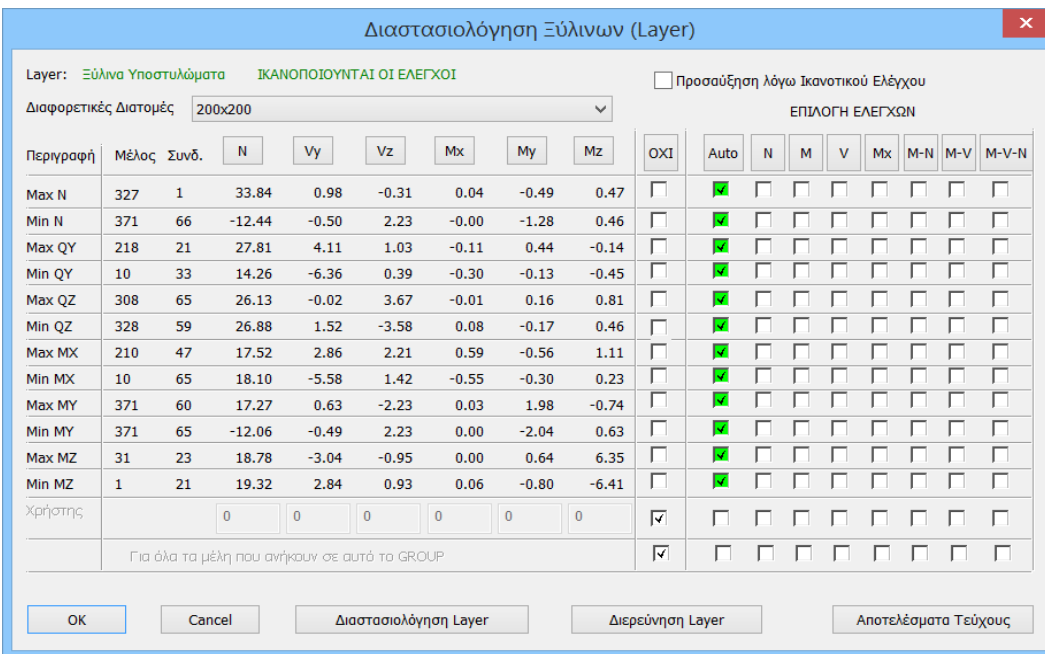 Διαστασιολόγηση Ξύλινων (Layer)
Layer: Ξύλινα Υποστυλώματα ΙΚΑΝΟΠΟΙΟΥΝΤΑΙ ΟΙ ΕΛΕΓΧΟΙ
Προσαύξηση λόγω Ικανοτικού Ελέγχου
Διαφορετικές Διατομές 200x200
ΕΠΙΛΟΓΗ ΕΛΕΓΧΩΝ
Περιγραφή Μέλος Συνδ. N Vy Vz Mx My Mz ΟΧΙ Auto N M V Mx M-N M-V M-V-N
Max N 327 1 33.84 0.98 -0.31 0.04 -0.49 0.47
Min N 371 66 -12.44 -0.50 2.23 -0.00 -1.28 0.46
Max QY 218 21 27.81 4.11 1.03 -0.11 0.44 -0.14
Min QY 10 33 14.26 -6.36 0.39 -0.30 -0.13 -0.45
Max QZ 308 65 26.13 -0.02 3.67 -0.01 0.16 0.81
Min QZ 328 59 26.88 1.52 -3.58 0.08 -0.17 0.46
Max MX 210 47 17.52 2.86 2.21 0.59 -0.56 1.11
Min MX 10 65 18.10 -5.58 1.42 -0.55 -0.30 0.23
Max MY 371 60 17.27 0.63 -2.23 0.03 1.98 -0.74
Min MY 371 65 -12.06 -0.49 2.23 0.00 -2.04 0.63
Max MZ 31 23 18.78 -3.04 -0.95 0.00 0.64 6.35
Min MZ 1 21 19.32 2.84 0.93 0.06 -0.80 -6.41
Χρήστης 0 0 0 0 0 0
Για όλα τα μέλη που ανήκουν σε αυτό το GROUP
OK Cancel Διαστασιολόγηση Layer Διερεύνηση Layer Αποτελέσματα Τεύχους